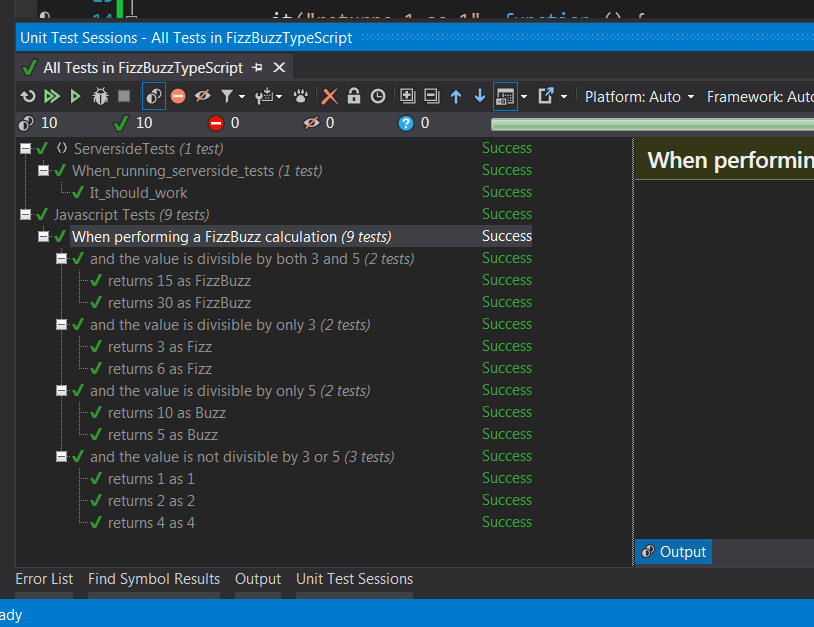 14
it("returns 1 as 1", function () {
Unit Test Sessions - All Tests in FizzBuzzTypeScript
All Tests in FizzBuzzTypeScript
Platform: Auto Framework: Auto
10 10 0 0 0
ServersideTests (1 test) Success
When_running_serverside_tests (1 test) Success
It_should_work Success
Javascript Tests (9 tests) Success
When performing a FizzBuzz calculation (9 tests) Success
and the value is divisible by both 3 and 5 (2 tests) Success
returns 15 as FizzBuzz Success
returns 30 as FizzBuzz Success
and the value is divisible by only 3 (2 tests) Success
returns 3 as Fizz Success
returns 6 as Fizz Success
and the value is divisible by only 5 (2 tests) Success
returns 10 as Buzz Success
returns 5 as Buzz Success
and the value is not divisible by 3 or 5 (3 tests) Success
returns 1 as 1 Success
returns 2 as 2 Success
returns 4 as 4 Success
When performin
Output
Error List Find Symbol Results Output Unit Test Sessions
ady